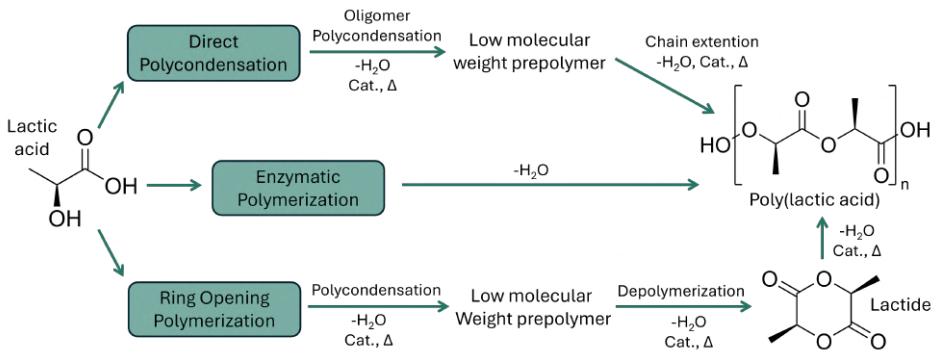 Lactic
acid
O
OH
OH
Direct
Polycondensation
Oligomer
Polycondensation
-H₂O
Cat., Δ
Low molecular
weight prepolymer
Chain extention
-H₂O, Cat., Δ
Enzymatic
Polymerization
-H₂O
HO
O
O
O
O
OH
n
Poly(lactic acid)
Ring Opening
Polymerization
Polycondensation
-H₂O
Cat., Δ
Low molecular
Weight prepolymer
Depolymerization
-H₂O
Cat., Δ
-H₂O
Cat., Δ
O
O
O
O
Lactide